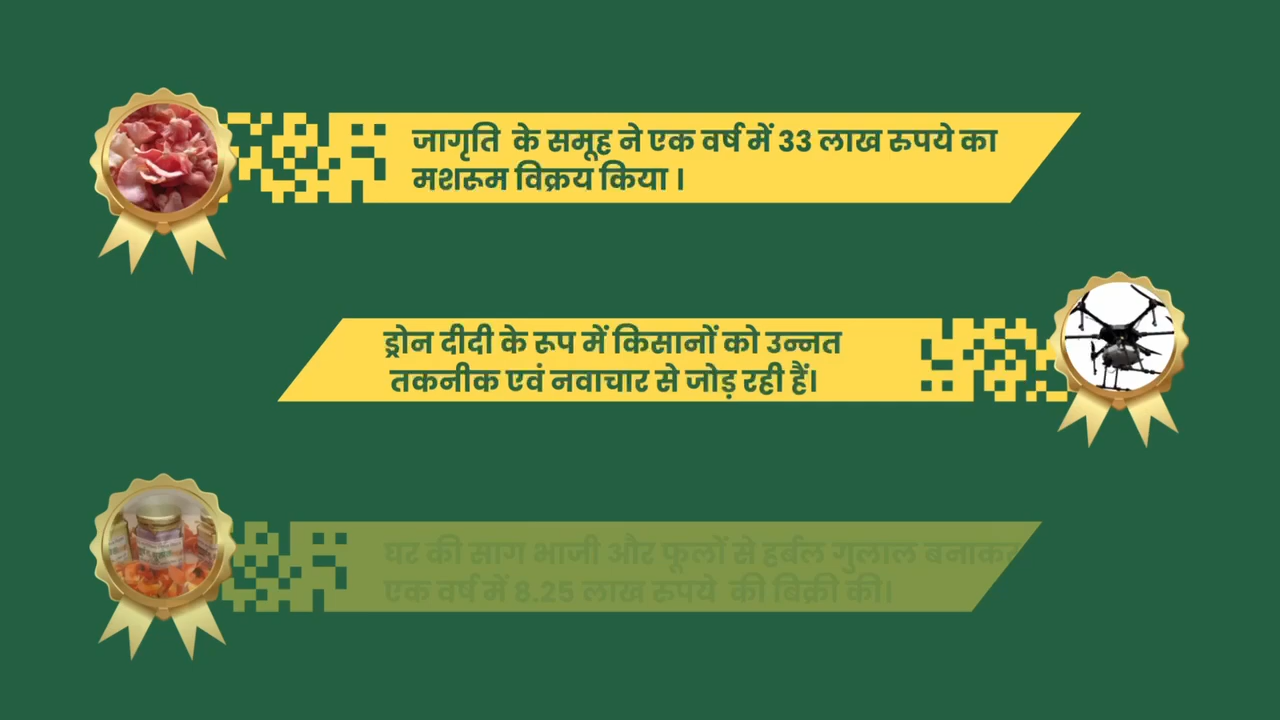 जागृति के समूह ने एक वर्ष में 33 लाख रुपये का
मशरूम विक्रय किया ।
ड्रोन दीदी के रूप में किसानों को उन्नत
तकनीक एवं नवाचार से जोड़ रही हैं।
घर की साग भाजी और फूलों से हर्बल गुलाल बनाकर
एक वर्ष में 8.25 लाख रुपये की बिक्री की।